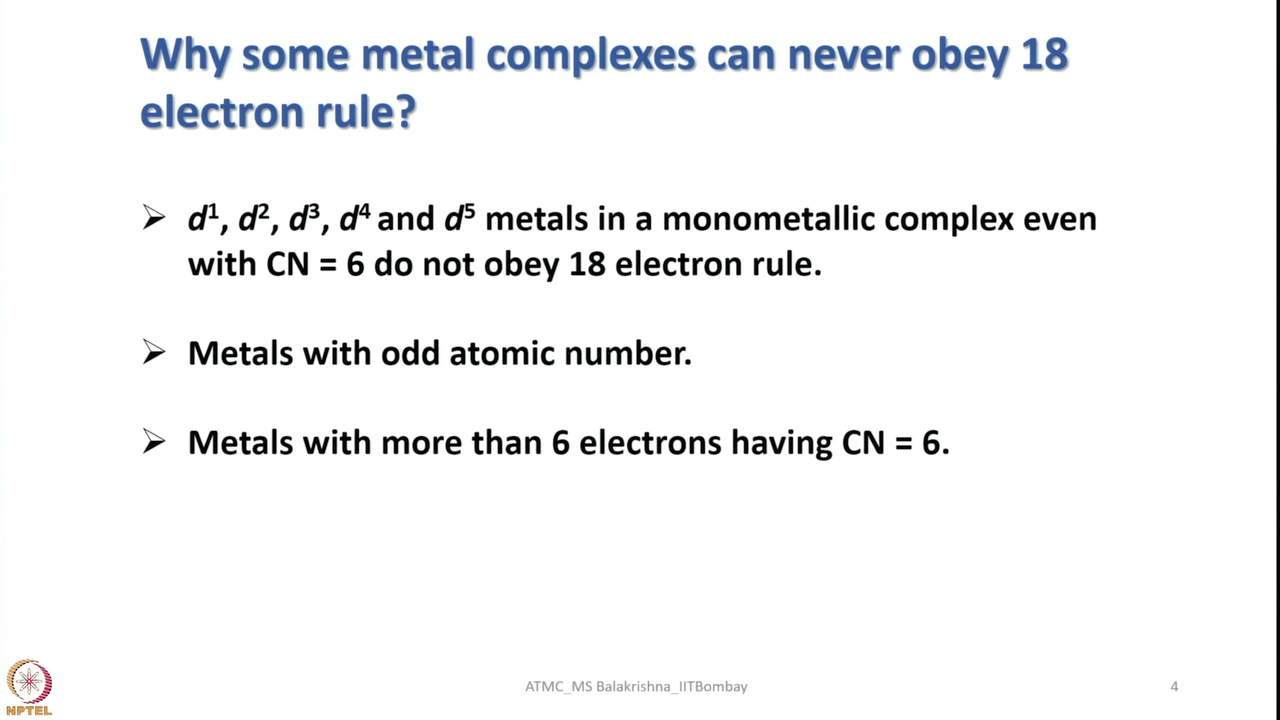 Why some metal complexes can never obey 18
electron rule?
➢ d¹, d², d³, d⁴ and d⁵ metals in a monometallic complex even
with CN = 6 do not obey 18 electron rule.
➢ Metals with odd atomic number.
➢ Metals with more than 6 electrons having CN = 6.
NPTEL
ATMC_MS Balakrishna_IITBombay
4